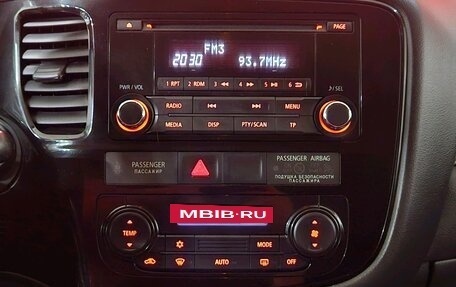 PAGE
FM3
2030 93.7MHz
PWR / VOL
1 RPT 2 RDM 3 ◀◀ 4 ▶▶ 5 6
♪/ SEL
RADIO MENU
MEDIA DISP PTY/SCAN TP
PASSENGER
ПАССАЖИР
PASSENGER AIRBAG
ПОДУШКА БЕЗОПАСНОСТИ
ПАССАЖИРА
MBIB·RU
TEMP
MODE
AUTO OFF